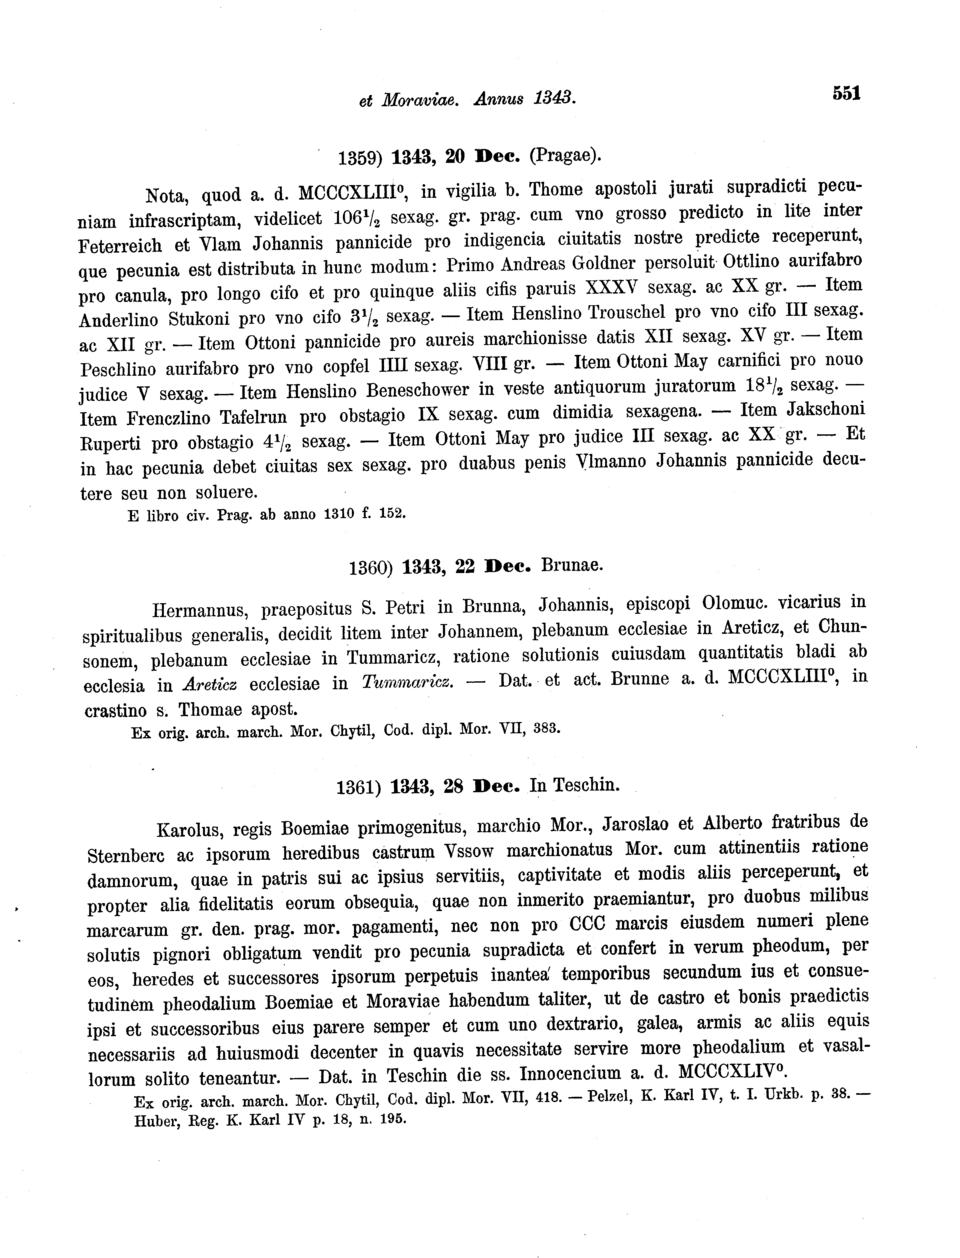 et Moraviae. Annus 1343. 551
1359) 1343, 20 Dec. (Pragae).
Nota, quod a. d. MCCCXLIII⁰, in vigilia b. Thome apostoli jurati supradicti pecu-
niam infrascriptam, videlicet 106¹/₂ sexag. gr. prag. cum vno grosso predicto in lite inter
Feterreich et Vlam Johannis pannicide pro indigencia ciuitatis nostre predicte receperunt,
que pecunia est distributa in hunc modum: Primo Andreas Goldner persoluit Ottlino aurifabro
pro canula, pro longo cifo et pro quinque aliis cifis paruis XXXV sexag. ac XX gr. — Item
Anderlino Stukoni pro vno cifo 3¹/₂ sexag. — Item Henslino Trouschel pro vno cifo III sexag.
ac XII gr. — Item Ottoni pannicide pro aureis marchionisse datis XII sexag. XV gr. — Item
Peschlino aurifabro pro vno copfel IIII sexag. VIII gr. — Item Ottoni May carnifici pro nouo
judice V sexag. — Item Henslino Beneschower in veste antiquorum juratorum 18¹/₂ sexag. —
Item Frenczlino Tafelrun pro obstagio IX sexag. cum dimidia sexagena. — Item Jakschoni
Ruperti pro obstagio 4¹/₂ sexag. — Item Ottoni May pro judice III sexag. ac XX gr. — Et
in hac pecunia debet ciuitas sex sexag. pro duabus penis Vlmanno Johannis pannicide decu-
tere seu non soluere.
E libro civ. Prag. ab anno 1310 f. 152.
1360) 1343, 22 Dec. Brunae.
Hermannus, praepositus S. Petri in Brunna, Johannis, episcopi Olomuc. vicarius in
spiritualibus generalis, decidit litem inter Johannem, plebanum ecclesiae in Areticz, et Chun-
sonem, plebanum ecclesiae in Tummaricz, ratione solutionis cuiusdam quantitatis bladi ab
ecclesia in Areticz ecclesiae in Tummaricz. — Dat. et act. Brunne a. d. MCCCXLIII⁰, in
crastino s. Thomae apost.
Ex orig. arch. march. Mor. Chytil, Cod. dipl. Mor. VII, 383.
1361) 1343, 28 Dec. In Teschin.
Karolus, regis Boemiae primogenitus, marchio Mor., Jaroslao et Alberto fratribus de
Sternberc ac ipsorum heredibus castrum Vssow marchionatus Mor. cum attinentiis ratione
damnorum, quae in patris sui ac ipsius servitiis, captivitate et modis aliis perceperunt, et
propter alia fidelitatis eorum obsequia, quae non inmerito praemiantur, pro duobus milibus
marcarum gr. den. prag. mor. pagamenti, nec non pro CCC marcis eiusdem numeri plene
solutis pignori obligatum vendit pro pecunia supradicta et confert in verum pheodum, per
eos, heredes et successores ipsorum perpetuis inantea temporibus secundum ius et consue-
tudinem pheodalium Boemiae et Moraviae habendum taliter, ut de castro et bonis praedictis
ipsi et successoribus eius parere semper et cum uno dextrario, galea, armis ac aliis equis
necessariis ad huiusmodi decenter in quavis necessitate servire more pheodalium et vasal-
lorum solito teneantur. — Dat. in Teschin die ss. Innocencium a. d. MCCCXLIV⁰.
Ex orig. arch. march. Mor. Chytil, Cod. dipl. Mor. VII, 418. — Pelzel, K. Karl IV, t. I. Urkb. p. 38. —
Huber, Reg. K. Karl IV p. 18, n. 195.